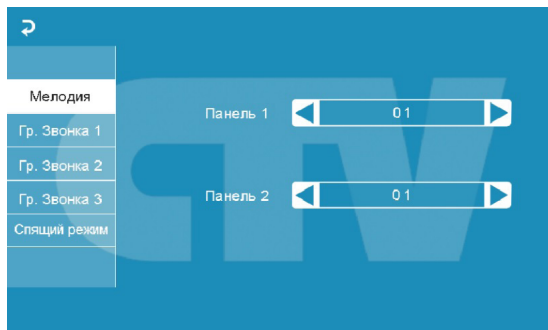 Мелодия
Гр. Звонка 1
Гр. Звонка 2
Гр. Звонка 3
Спящий режим
Панель 1 01
Панель 2 01
CTV